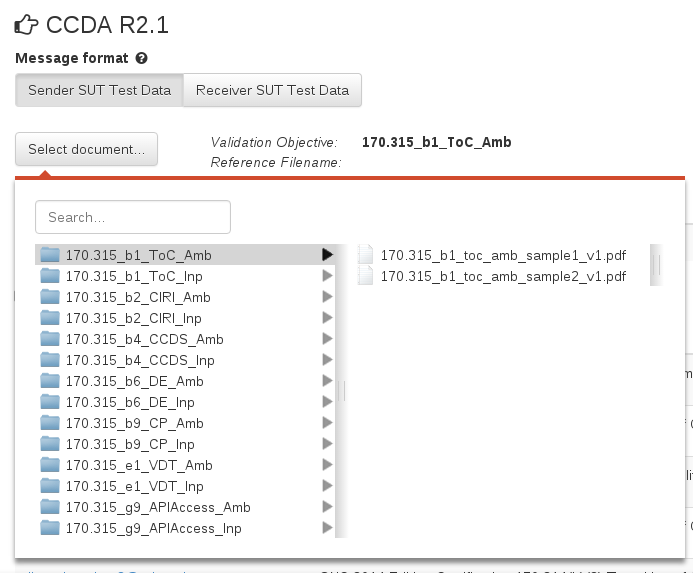 CCDA R2.1
Message format
Sender SUT Test Data Receiver SUT Test Data
Select document... Validation Objective: 170.315_b1_ToC_Amb
Reference Filename:
Search...
170.315_b1_ToC_Amb 170.315_b1_toc_amb_sample1_v1.pdf
170.315_b1_ToC_Inp 170.315_b1_toc_amb_sample2_v1.pdf
170.315_b2_CIRI_Amb
170.315_b2_CIRI_Inp
170.315_b4_CCDS_Amb
170.315_b4_CCDS_Inp
170.315_b6_DE_Amb
170.315_b6_DE_Inp
170.315_b9_CP_Amb
170.315_b9_CP_Inp
170.315_e1_VDT_Amb
170.315_e1_VDT_Inp
170.315_g9_APIAccess_Amb
170.315_g9_APIAccess_Inp